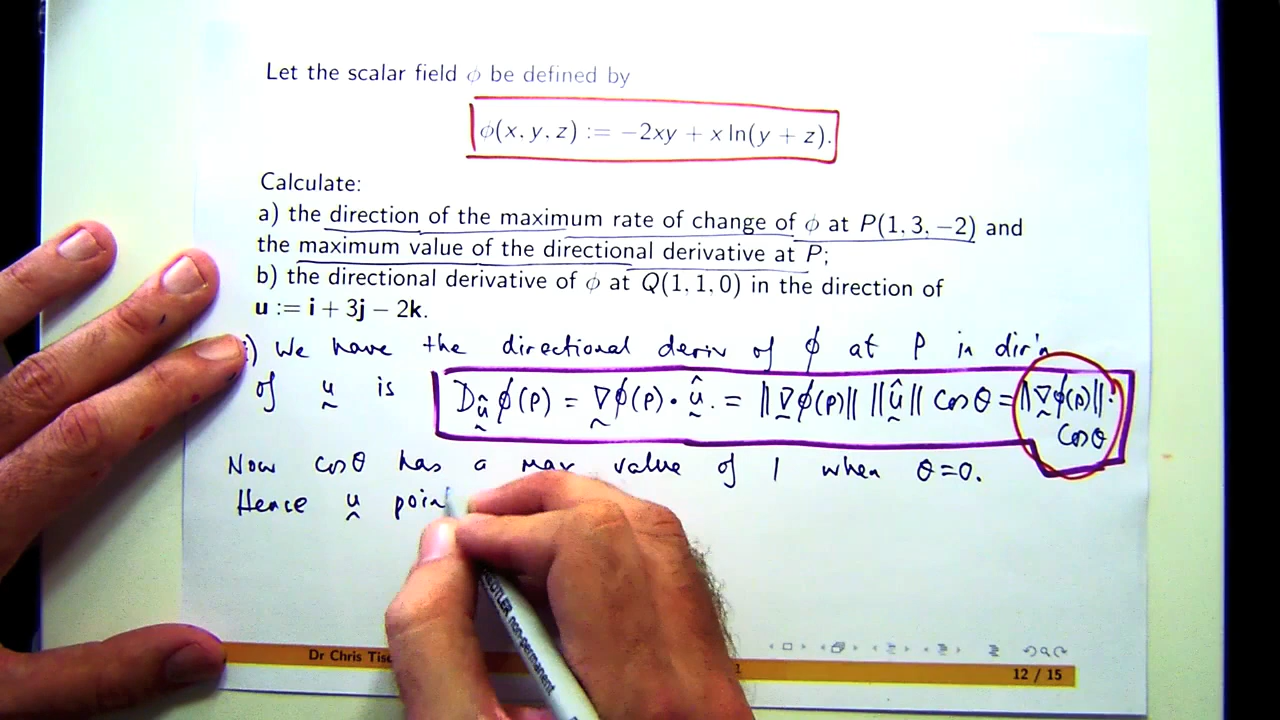 Let the scalar field ϕ be defined by
ϕ(x, y, z) := −2xy + x ln(y + z).
Calculate:
a) the direction of the maximum rate of change of ϕ at P(1, 3, −2) and
the maximum value of the directional derivative at P;
b) the directional derivative of ϕ at Q(1, 1, 0) in the direction of
u := i + 3j − 2k.
) We have the directional deriv of ϕ at P in dir'n
of u is D_û ϕ(P) = ∇ϕ(P) • û. = ‖∇ϕ(P)‖ ‖û‖ cos θ = ‖∇ϕ(P)‖ •
cos θ
Now cos θ has a max value of 1 when θ=0.
Hence u poin
Dr Chris Tis
12 / 15